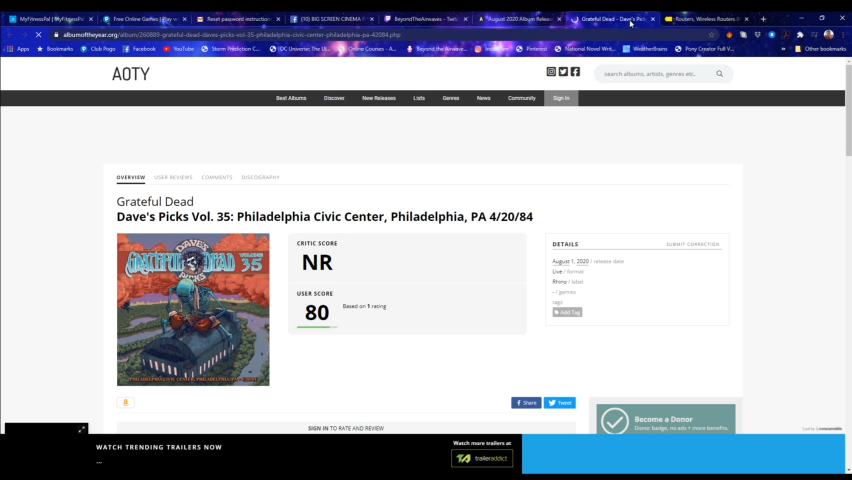 MyFitnessPal
Free Online Games | Play v
Reset password instruction
(10) BIG SCREEN CINEMA
BeyondTheAirwaves - Twit
August 2020 Album Releas
Grateful Dead - Dave's Pi
Routers, Wireless Routers &
albumoftheyear.org/album/260889-grateful-dead-daves-picks-vol-35-philadelphia-civic-center-philadelphia-pa-42084.php
Apps
Bookmarks
Club Pogo
Facebook
YouTube
Storm Prediction C...
Online Courses - A...
Beyond the Airwave...
Pinterest
National Novel Writ...
WeatherBrains
Pony Creator Full V...
Other bookmarks
AOTY
search albums, artists, genres etc..
Best Albums Discover New Releases Lists Genres News Community Sign In
OVERVIEW USER REVIEWS COMMENTS DISCOGRAPHY
Grateful Dead
Dave's Picks Vol. 35: Philadelphia Civic Center, Philadelphia, PA 4/20/84
DAVE'S PICKS
VOLUME 35
GRATEFUL DEAD
CRITIC SCORE
NR
USER SCORE
80
Based on 1 rating
DETAILS
SUBMIT CORRECTION
August 1, 2020 / release date
Live / format
Rhino / label
- / genres
tags
Add Tag
Share
Tweet
SIGN IN TO RATE AND REVIEW
Become a Donor
Donor badge, no ads + more benefits.
WATCH TRENDING TRAILERS NOW
...
Watch more trailers at
traileraddict